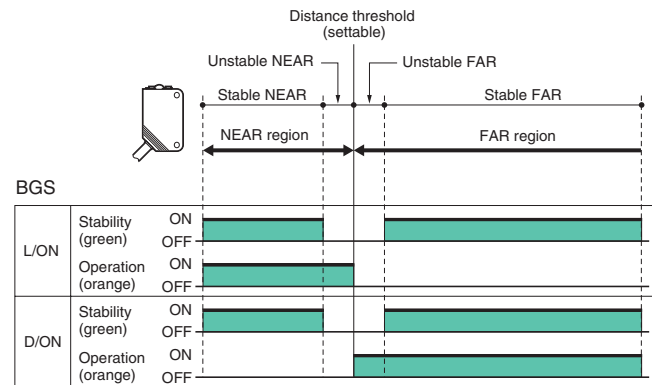 Distance threshold
(settable)
Unstable NEAR
Unstable FAR
Stable NEAR
Stable FAR
NEAR region
FAR region
BGS
L/ON
Stability
(green)
ON
OFF
Operation
(orange)
ON
OFF
D/ON
Stability
(green)
ON
OFF
Operation
(orange)
ON
OFF